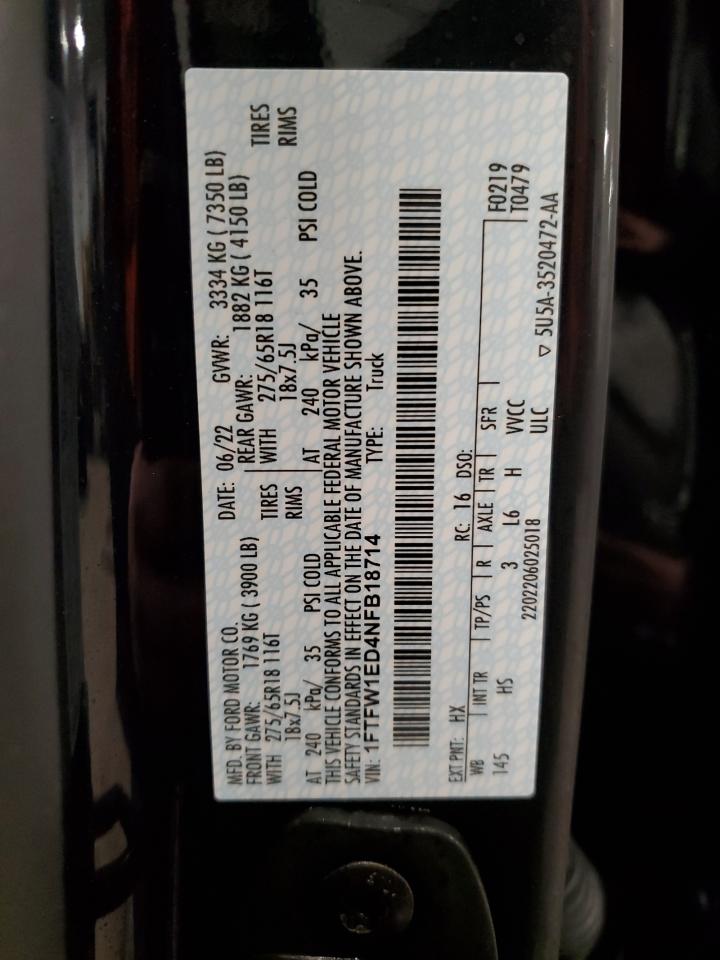 MFD. BY FORD MOTOR CO.
DATE: 06/22 GVWR: 3334 KG ( 7350 LB)
FRONT GAWR: 1769 KG ( 3900 LB)
REAR GAWR: 1882 KG ( 4150 LB)
WITH 275/65R18 116T TIRES
WITH 275/65R18 116T TIRES
18x7.5J RIMS
18x7.5J RIMS
AT 240 kPa/ 35 PSI COLD
AT 240 kPa/ 35 PSI COLD
THIS VEHICLE CONFORMS TO ALL APPLICABLE FEDERAL MOTOR VEHICLE
SAFETY STANDARDS IN EFFECT ON THE DATE OF MANUFACTURE SHOWN ABOVE.
VIN: 1FTFW1ED4NFB18714 TYPE: Truck
EXT PNT: HX RC: 16 DSO: F0219
WB INT TR TP/PS R AXLE TR SFR T0479
145 HS 3 L6 H VVCC
2202206025018 ULC ▽ 5U5A-3520472-AA